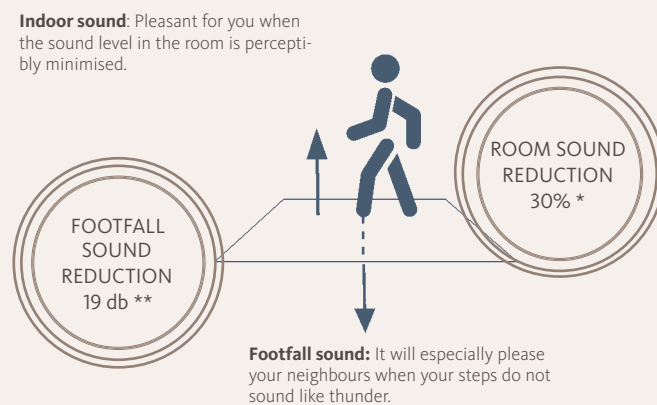 Indoor sound: Pleasant for you when
the sound level in the room is percepti-
bly minimised.
ROOM SOUND
REDUCTION
30% *
FOOTFALL
SOUND
REDUCTION
19 db **
Footfall sound: It will especially please
your neighbours when your steps do not
sound like thunder.